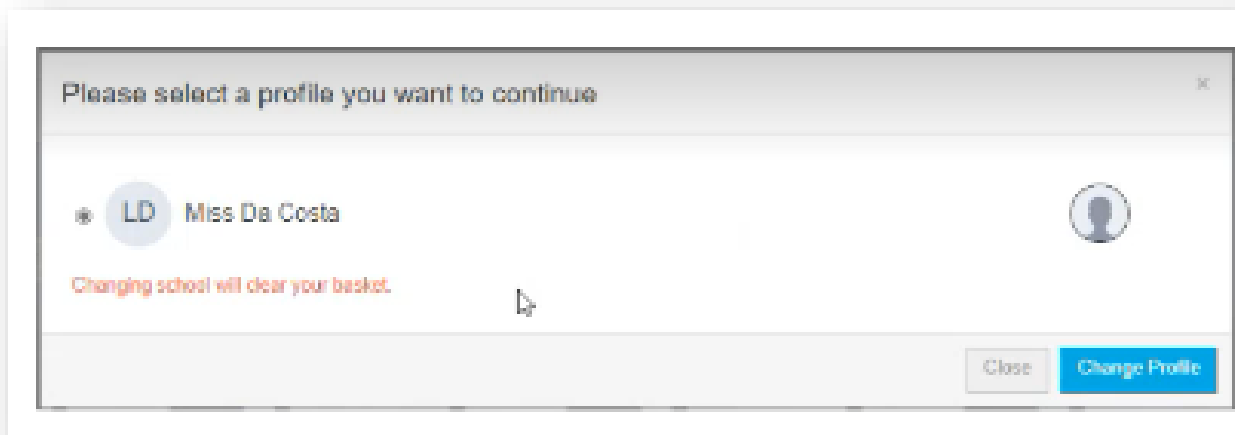 Please select a profile you want to continue
×
LD Miss Da Costa
Changing school will clear your basket.
Close Change Profile